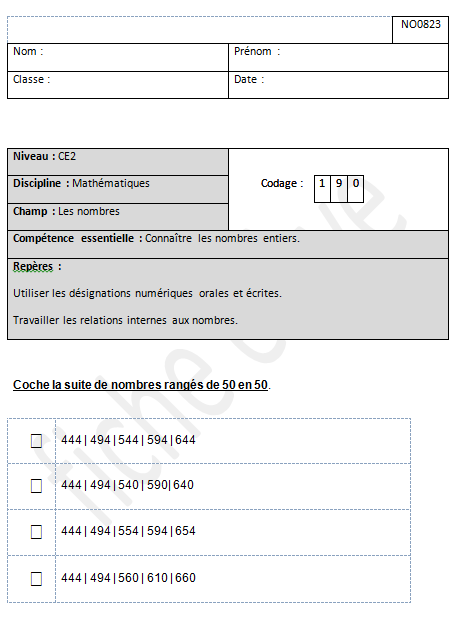 NO0823
Nom :
Prénom :
Classe :
Date :
Niveau : CE2
Discipline : Mathématiques
Codage : 1 9 0
Champ : Les nombres
Compétence essentielle : Connaître les nombres entiers.
Repères :
Utiliser les désignations numériques orales et écrites.
Travailler les relations internes aux nombres.
Coche la suite de nombres rangés de 50 en 50.
444|494|544|594|644
444|494|540|590|640
444|494|554|594|654
444|494|560|610|660
fiche élève